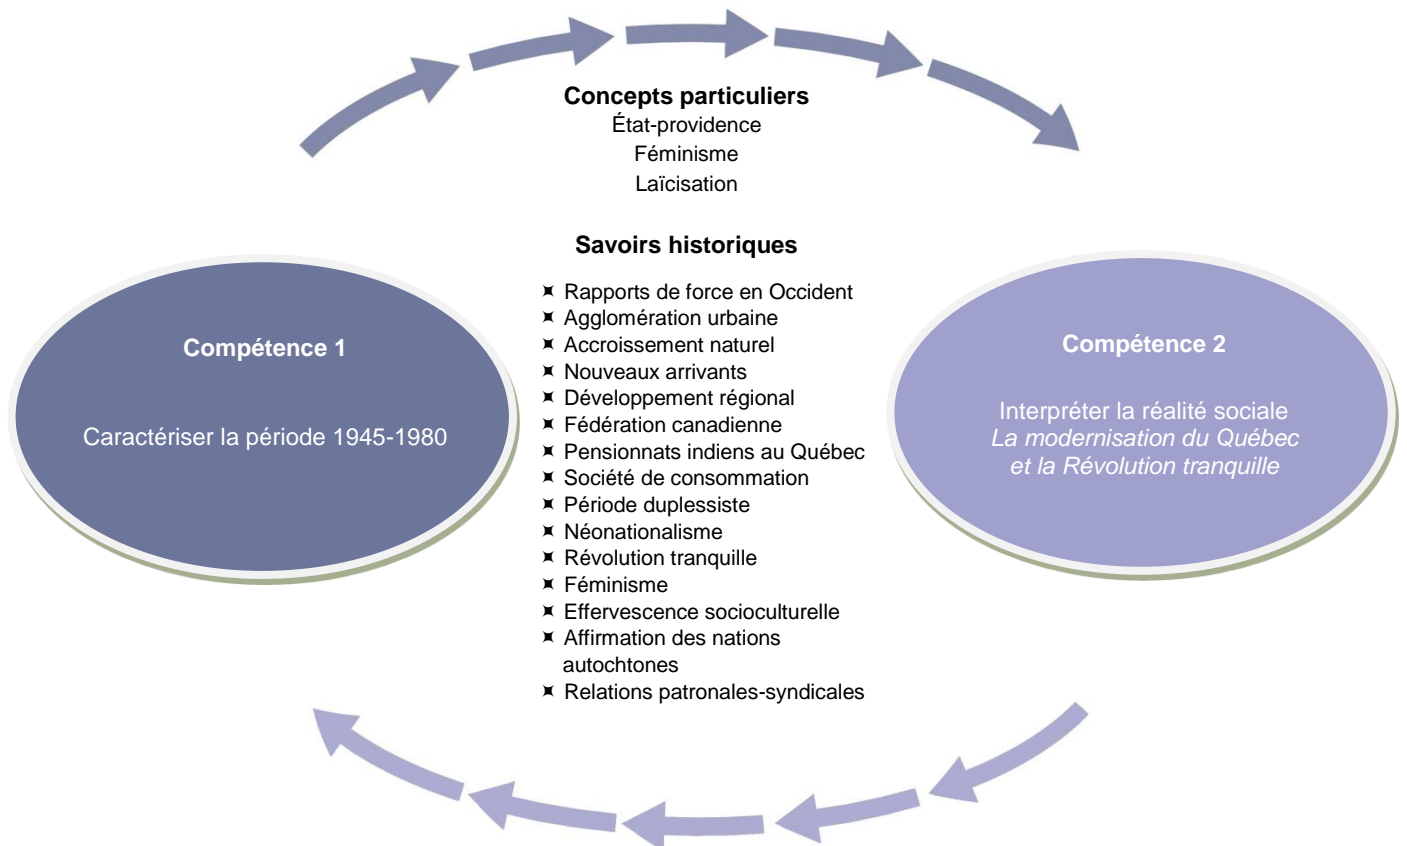 Concepts particuliers
État-providence
Féminisme
Laïcisation
Savoirs historiques
Rapports de force en Occident
Agglomération urbaine
Accroissement naturel
Nouveaux arrivants
Développement régional
Fédération canadienne
Pensionnats indiens au Québec
Société de consommation
Période duplessiste
Néonationalisme
Révolution tranquille
Féminisme
Effervescence socioculturelle
Affirmation des nations
autochtones
Relations patronales-syndicales
Compétence 1
Caractériser la période 1945-1980
Compétence 2
Interpréter la réalité sociale
La modernisation du Québec
et la Révolution tranquille